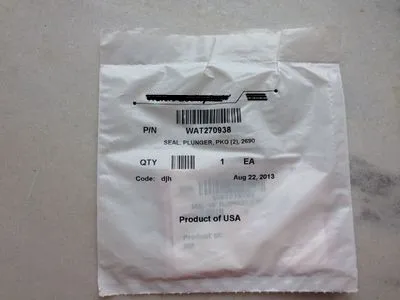 P/N WAT270938
SEAL, PLUNGER, PKG (2), 2690
QTY 1 EA
Code: djh Aug 22, 2013
Product of USA